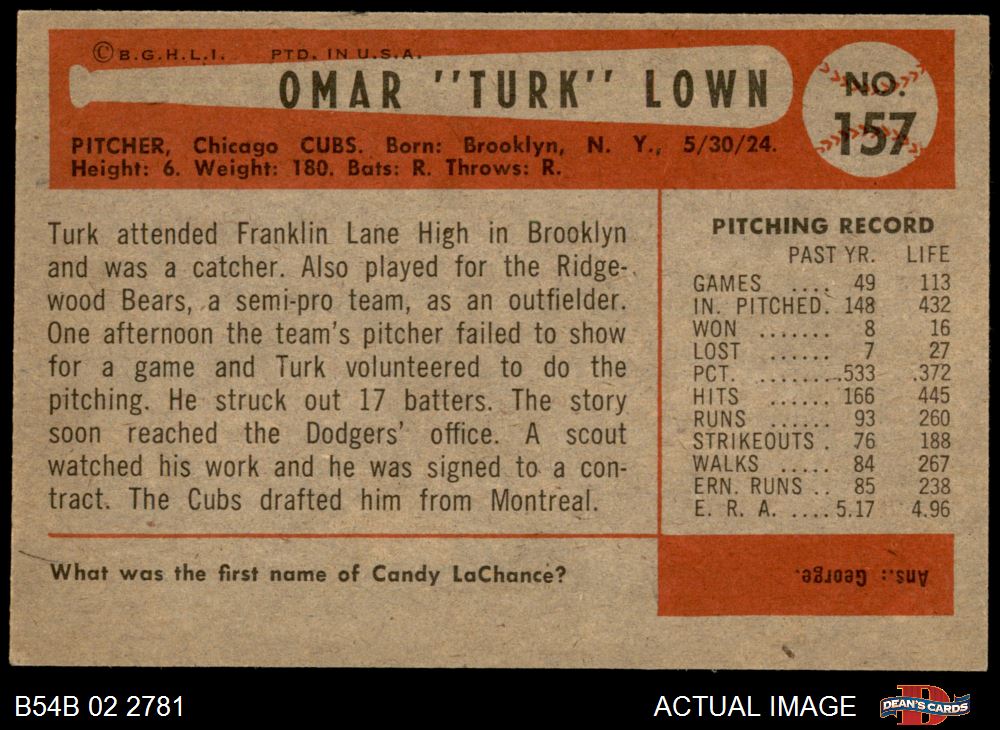 © B.G.H.L.I. PTD. IN U.S.A.
OMAR "TURK" LOWN
NO.
157
PITCHER, Chicago CUBS. Born: Brooklyn, N. Y., 5/30/24.
Height: 6. Weight: 180. Bats: R. Throws: R.
Turk attended Franklin Lane High in Brooklyn
and was a catcher. Also played for the Ridge-
wood Bears, a semi-pro team, as an outfielder.
One afternoon the team's pitcher failed to show
for a game and Turk volunteered to do the
pitching. He struck out 17 batters. The story
soon reached the Dodgers' office. A scout
watched his work and he was signed to a con-
tract. The Cubs drafted him from Montreal.
PITCHING RECORD
PAST YR. LIFE
GAMES .... 49 113
IN. PITCHED. 148 432
WON ....... 8 16
LOST ...... 7 27
PCT. ........533 .372
HITS ...... 166 445
RUNS ...... 93 260
STRIKEOUTS . 76 188
WALKS ..... 84 267
ERN. RUNS .. 85 238
E. R. A. ....5.17 4.96
What was the first name of Candy LaChance?
Ans.: George.
B54B 02 2781
ACTUAL IMAGE
D
DEAN'S CARDS